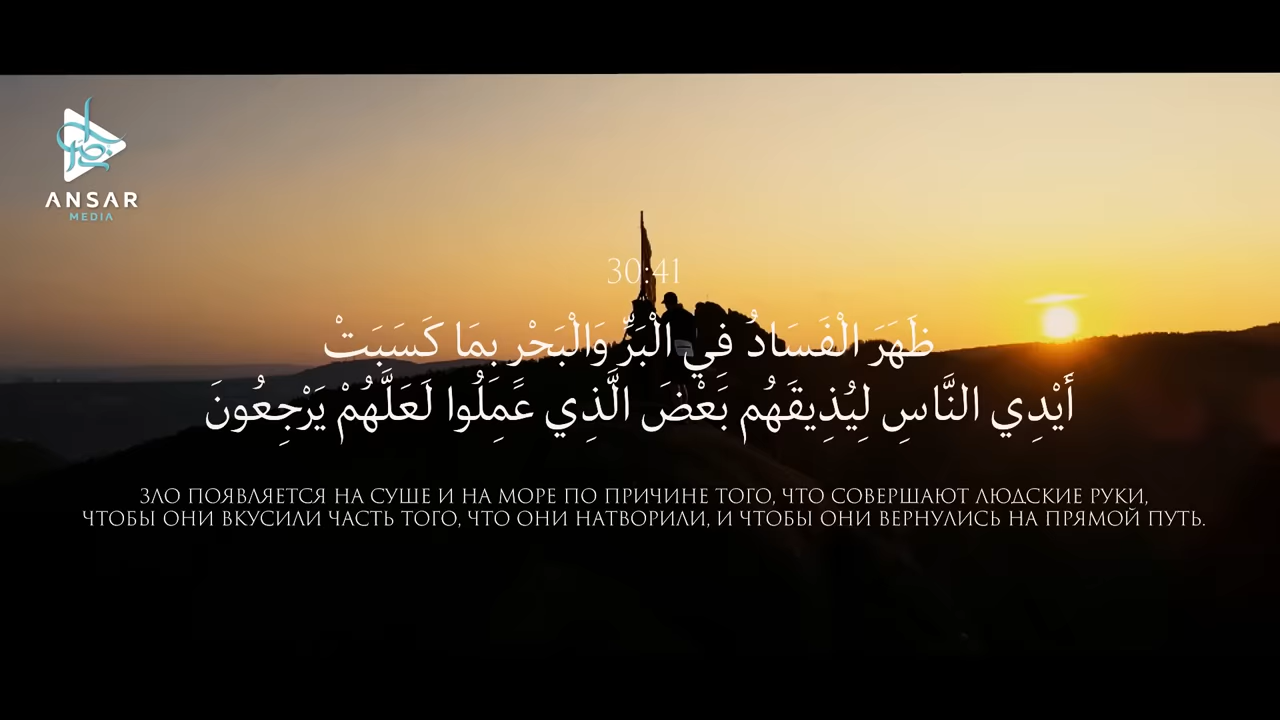 ANSAR
MEDIA
30:41
ظَهَرَ الْفَسَادُ فِي الْبَرِّ وَالْبَحْرِ بِمَا كَسَبَتْ
أَيْدِي النَّاسِ لِيُذِيقَهُم بَعْضَ الَّذِي عَمِلُوا لَعَلَّهُمْ يَرْجِعُونَ
ЗЛО ПОЯВЛЯЕТСЯ НА СУШЕ И НА МОРЕ ПО ПРИЧИНЕ ТОГО, ЧТО СОВЕРШАЮТ ЛЮДСКИЕ РУКИ,
ЧТОБЫ ОНИ ВКУСИЛИ ЧАСТЬ ТОГО, ЧТО ОНИ НАТВОРИЛИ, И ЧТОБЫ ОНИ ВЕРНУЛИСЬ НА ПРЯМОЙ ПУТЬ.